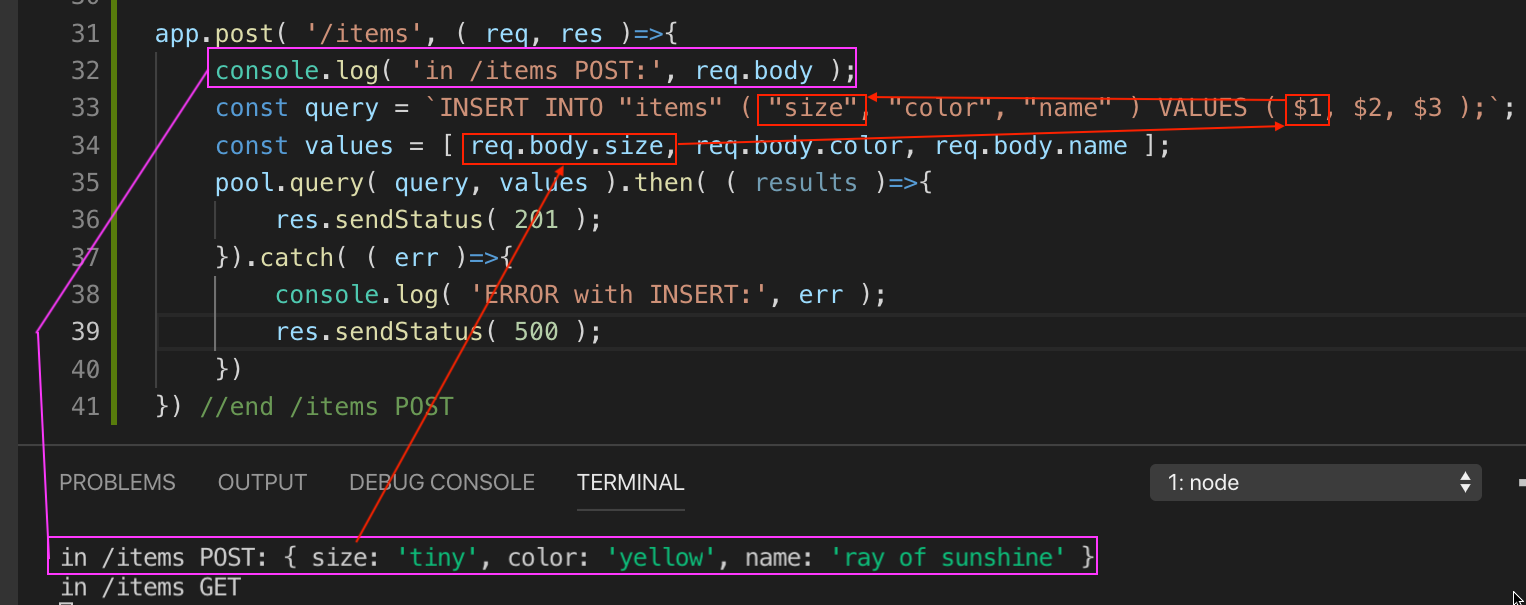 31 app.post( '/items', ( req, res )=>{
32 console.log( 'in /items POST:', req.body );
33 const query = `INSERT INTO "items" ( "size", "color", "name" ) VALUES ( $1, $2, $3 );`;
34 const values = [ req.body.size, req.body.color, req.body.name ];
35 pool.query( query, values ).then( ( results )=>{
36 res.sendStatus( 201 );
37 }).catch( ( err )=>{
38 console.log( 'ERROR with INSERT:', err );
39 res.sendStatus( 500 );
40 })
41 }) //end /items POST
PROBLEMS OUTPUT DEBUG CONSOLE TERMINAL 1: node
in /items POST: { size: 'tiny', color: 'yellow', name: 'ray of sunshine' }
in /items GET